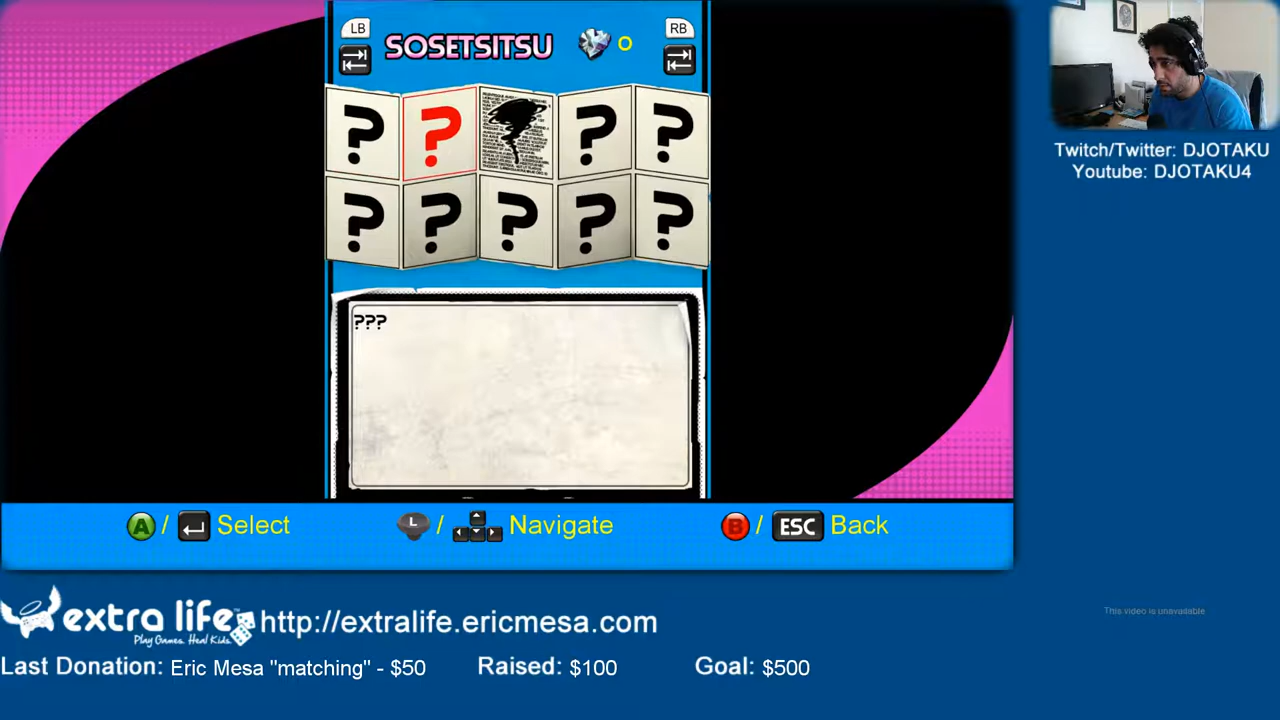 LB
SOSETSITSU
0
RB
? ? ? ?
? ? ? ? ?
???
A / Select
L / Navigate
B / ESC Back
Twitch/Twitter: DJOTAKU
Youtube: DJOTAKU4
This video is unavailable
extra life
Play Games. Heal Kids.
http://extralife.ericmesa.com
Last Donation: Eric Mesa "matching" - $50
Raised: $100
Goal: $500